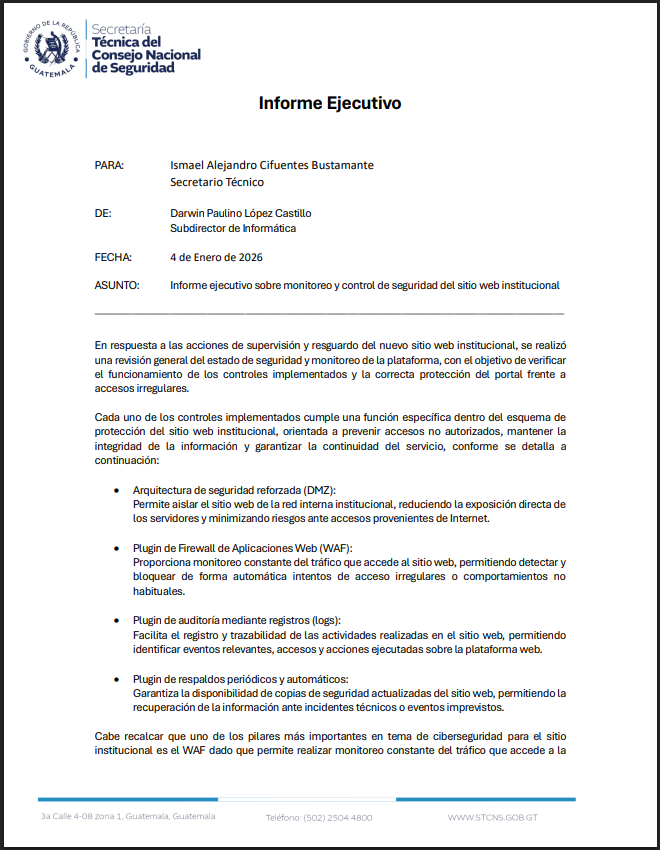 GOBIERNO DE LA REPÚBLICA
GUATEMALA
Secretaría
Técnica del
Consejo Nacional
de Seguridad
Informe Ejecutivo
PARA: Ismael Alejandro Cifuentes Bustamante
Secretario Técnico
DE: Darwin Paulino López Castillo
Subdirector de Informática
FECHA: 4 de Enero de 2026
ASUNTO: Informe ejecutivo sobre monitoreo y control de seguridad del sitio web institucional
En respuesta a las acciones de supervisión y resguardo del nuevo sitio web institucional, se realizó
una revisión general del estado de seguridad y monitoreo de la plataforma, con el objetivo de verificar
el funcionamiento de los controles implementados y la correcta protección del portal frente a
accesos irregulares.
Cada uno de los controles implementados cumple una función específica dentro del esquema de
protección del sitio web institucional, orientada a prevenir accesos no autorizados, mantener la
integridad de la información y garantizar la continuidad del servicio, conforme se detalla a
continuación:
• Arquitectura de seguridad reforzada (DMZ):
Permite aislar el sitio web de la red interna institucional, reduciendo la exposición directa de
los servidores y minimizando riesgos ante accesos provenientes de Internet.
• Plugin de Firewall de Aplicaciones Web (WAF):
Proporciona monitoreo constante del tráfico que accede al sitio web, permitiendo detectar y
bloquear de forma automática intentos de acceso irregulares o comportamientos no
habituales.
• Plugin de auditoría mediante registros (logs):
Facilita el registro y trazabilidad de las actividades realizadas en el sitio web, permitiendo
identificar eventos relevantes, accesos y acciones ejecutadas sobre la plataforma web.
• Plugin de respaldos periódicos y automáticos:
Garantiza la disponibilidad de copias de seguridad actualizadas del sitio web, permitiendo la
recuperación de la información ante incidentes técnicos o eventos imprevistos.
Cabe recalcar que uno de los pilares más importantes en tema de ciberseguridad para el sitio
institucional es el WAF dado que permite realizar monitoreo constante del tráfico que accede a la
3a Calle 4-08 zona 1, Guatemala, Guatemala
Teléfono: (502) 2504 4800
WWW.STCNS.GOB.GT